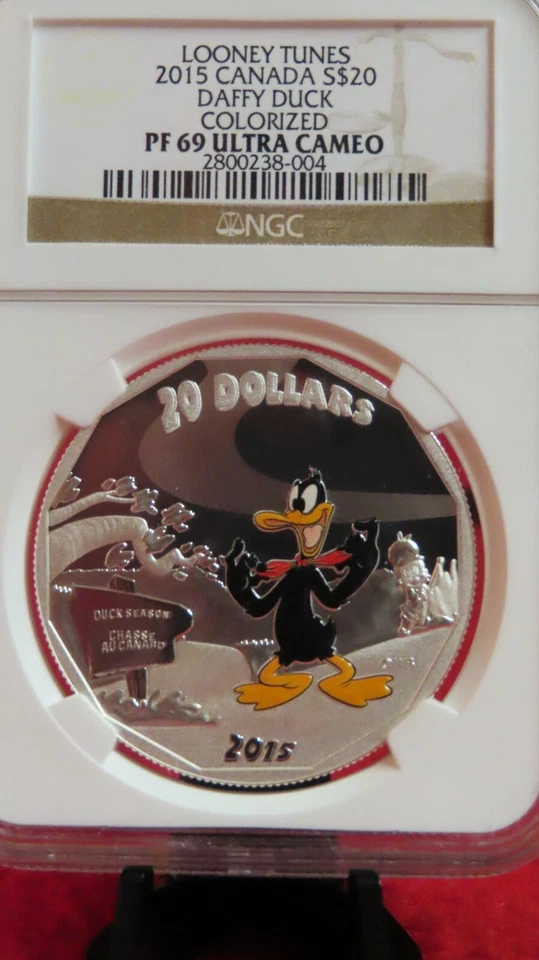 LOONEY TUNES
2015 CANADA S$20
DAFFY DUCK
COLORIZED
PF 69 ULTRA CAMEO
2800238-004
NGC
20 DOLLARS
DUCK SEASON
CHASSE
AU CANARD
2015